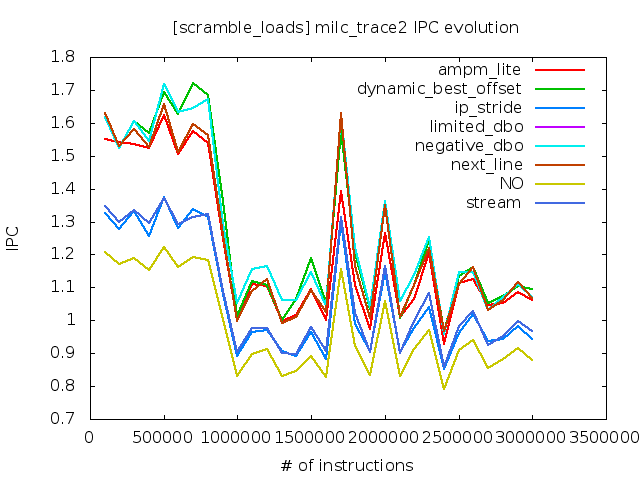 [scramble_loads] milc_trace2 IPC evolution
1.8
1.7
1.6
1.5
1.4
1.3
1.2
1.1
1
0.9
0.8
0.7
IPC
ampm_lite
dynamic_best_offset
ip_stride
limited_dbo
negative_dbo
next_line
NO
stream
0 500000 1000000 1500000 2000000 2500000 3000000 3500000
# of instructions